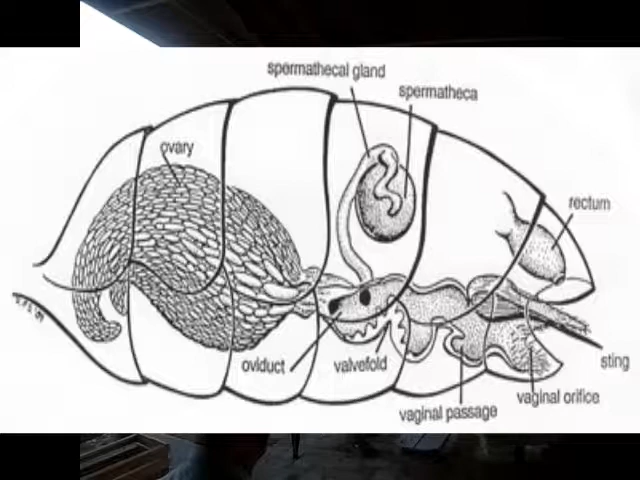 spermathecal gland
spermatheca
ovary
rectum
oviduct
valvefold
sting
vaginal orifice
vaginal passage